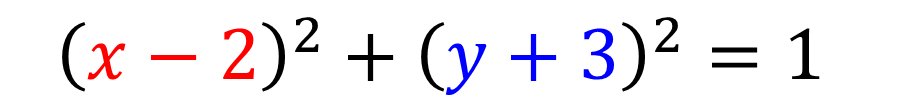 (x − 2)² + (y + 3)² = 1